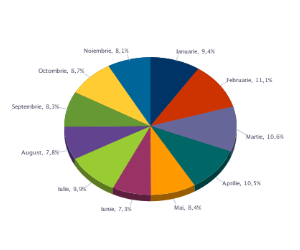 Ianuarie, 9,4%
Februarie, 11,1%
Martie, 10,6%
Aprilie, 10,5%
Mai, 8,4%
Iunie, 7,3%
Iulie, 9,9%
August, 7,8%
Septembrie, 8,3%
Octombrie, 8,7%
Noiembrie, 8,1%